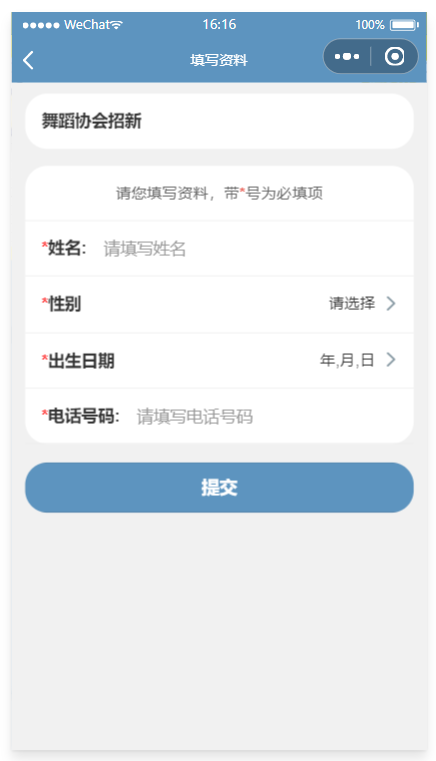 WeChat 16:16 100%
填写资料
舞蹈协会招新
请您填写资料，带*号为必填项
*姓名: 请填写姓名
*性别 请选择
*出生日期 年,月,日
*电话号码: 请填写电话号码
提交